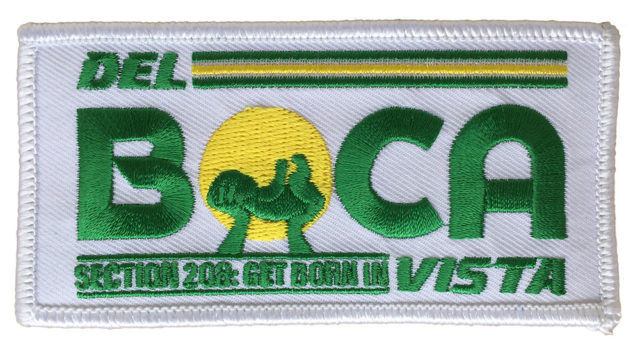 DEL
BOCA
SECTION 208: GET BORN IN
VISTA